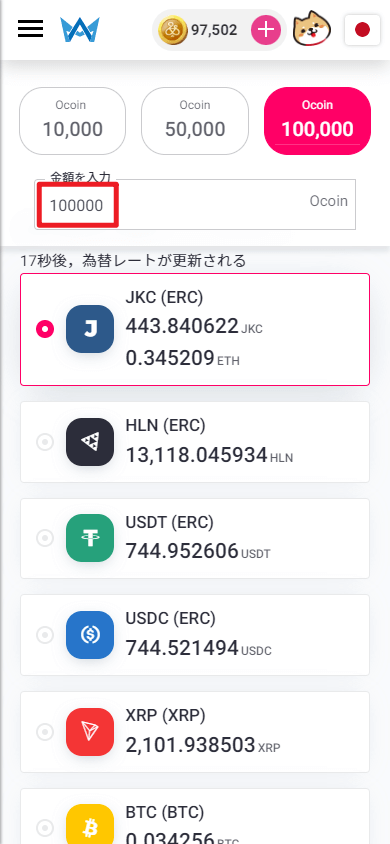 97,502
Ocoin
10,000
Ocoin
50,000
Ocoin
100,000
金額を入力
100000
Ocoin
17秒後，為替レートが更新される
JKC (ERC)
443.840622 JKC
0.345209 ETH
HLN (ERC)
13,118.045934 HLN
USDT (ERC)
744.952606 USDT
USDC (ERC)
744.521494 USDC
XRP (XRP)
2,101.938503 XRP
BTC (BTC)
0.034256 BTC